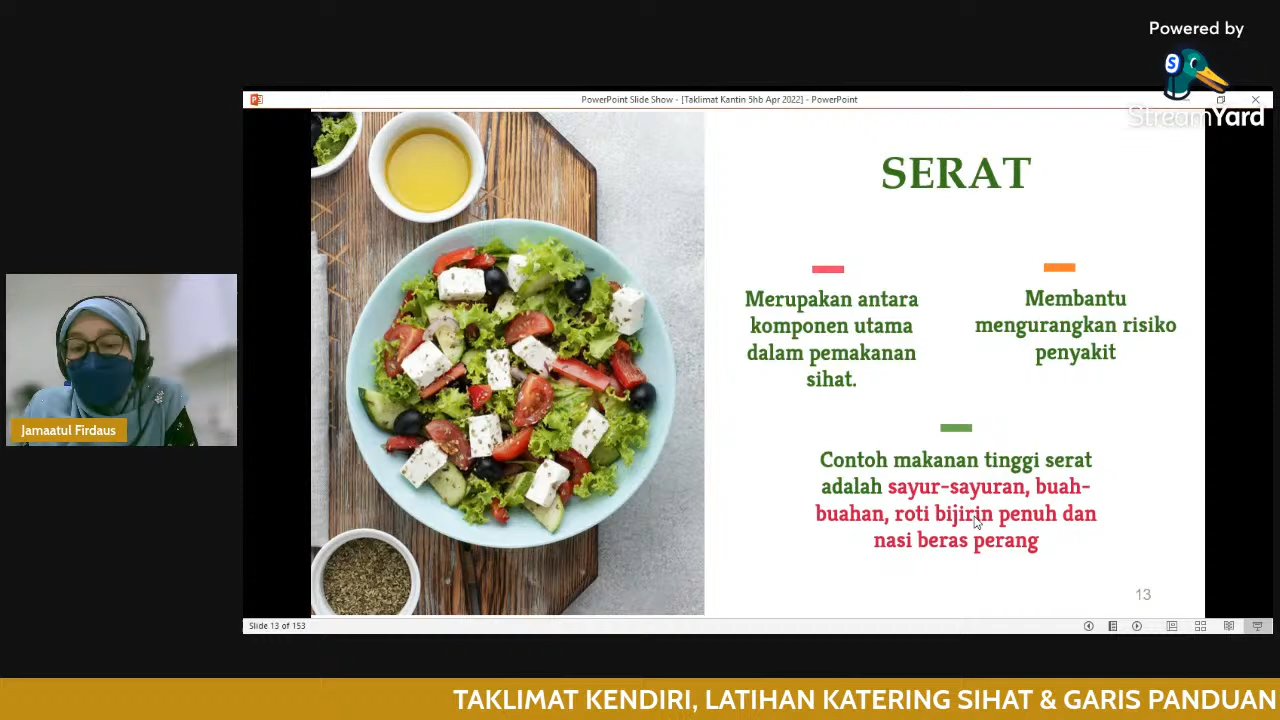 Powered by
StreamYard
PowerPoint Slide Show - [Taklimat Kantin 5hb Apr 2022] - PowerPoint
SERAT
Merupakan antara
komponen utama
dalam pemakanan
sihat.
Membantu
mengurangkan risiko
penyakit
Contoh makanan tinggi serat
adalah sayur-sayuran, buah-
buahan, roti bijirin penuh dan
nasi beras perang
13
Slide 13 of 153
Jamaatul Firdaus
TAKLIMAT KENDIRI, LATIHAN KATERING SIHAT & GARIS PANDUAN